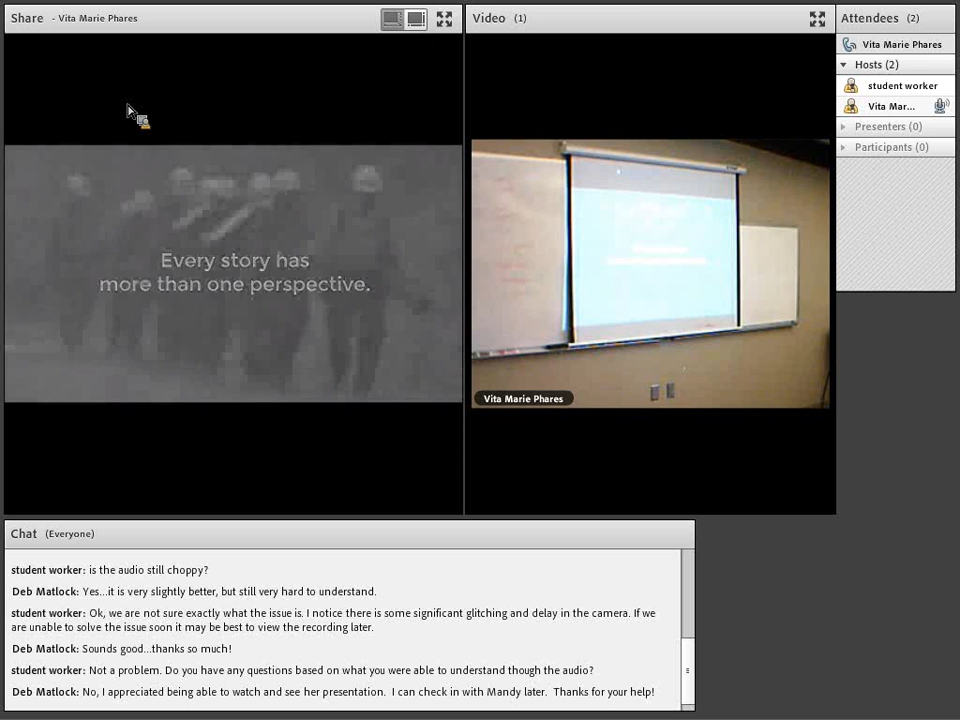 Share - Vita Marie Phares
Video (1)
Attendees (2)
Vita Marie Phares
Hosts (2)
student worker
Vita Mar...
Presenters (0)
Participants (0)
Every story has
more than one perspective.
Vita Marie Phares
Chat (Everyone)
student worker: is the audio still choppy?
Deb Matlock: Yes...it is very slightly better, but still very hard to understand.
student worker: Ok, we are not sure exactly what the issue is. I notice there is some significant glitching and delay in the camera. If we
are unable to solve the issue soon it may be best to view the recording later.
Deb Matlock: Sounds good...thanks so much!
student worker: Not a problem. Do you have any questions based on what you were able to understand though the audio?
Deb Matlock: No, I appreciated being able to watch and see her presentation. I can check in with Mandy later. Thanks for your help!